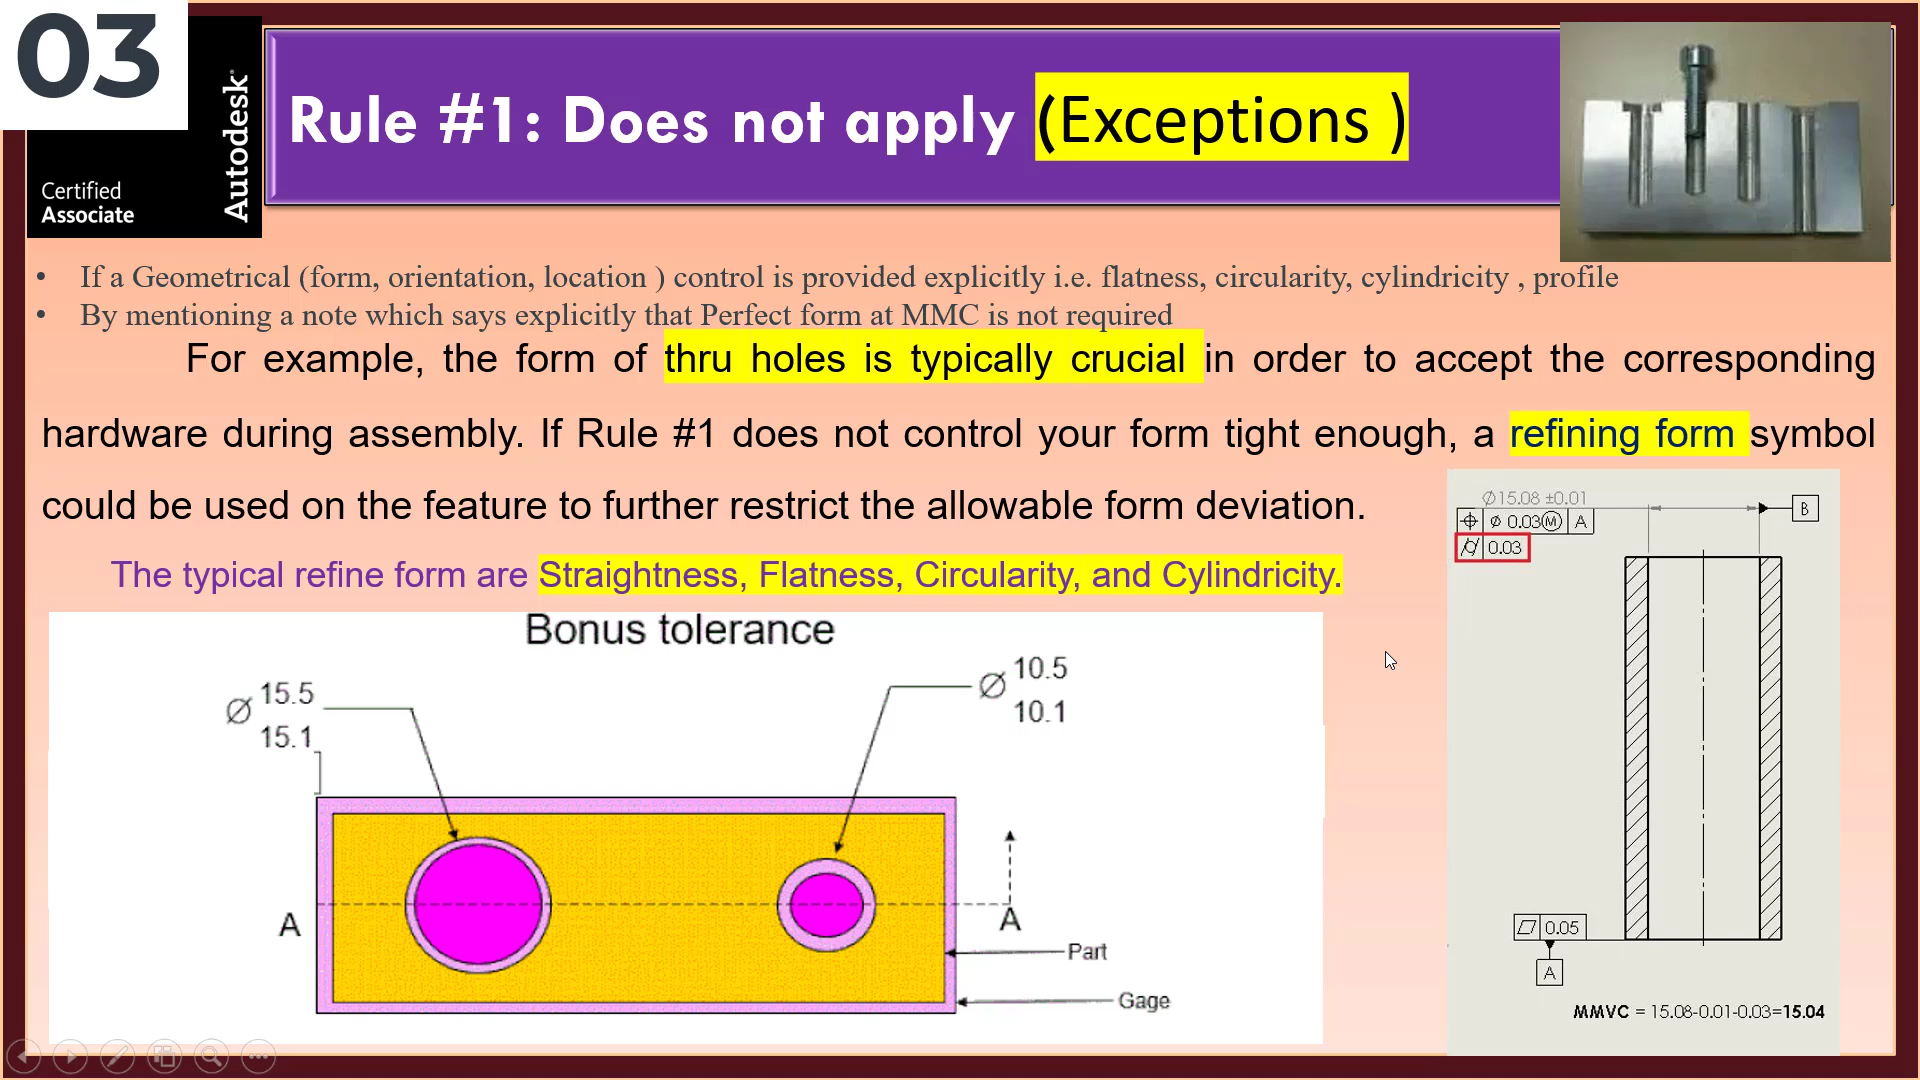 03
Autodesk
Certified
Associate
Rule #1: Does not apply (Exceptions )
• If a Geometrical (form, orientation, location ) control is provided explicitly i.e. flatness, circularity, cylindricity , profile
• By mentioning a note which says explicitly that Perfect form at MMC is not required
For example, the form of thru holes is typically crucial in order to accept the corresponding
hardware during assembly. If Rule #1 does not control your form tight enough, a refining form symbol
could be used on the feature to further restrict the allowable form deviation.
The typical refine form are Straightness, Flatness, Circularity, and Cylindricity.
Bonus tolerance
Ø 15.5
15.1
Ø 10.5
10.1
A
A
Part
Gage
Ø15.08 ±0.01
⌖ Ø 0.03Ⓜ A
B
⌭ 0.03
⏥ 0.05
A
MMVC = 15.08-0.01-0.03=15.04